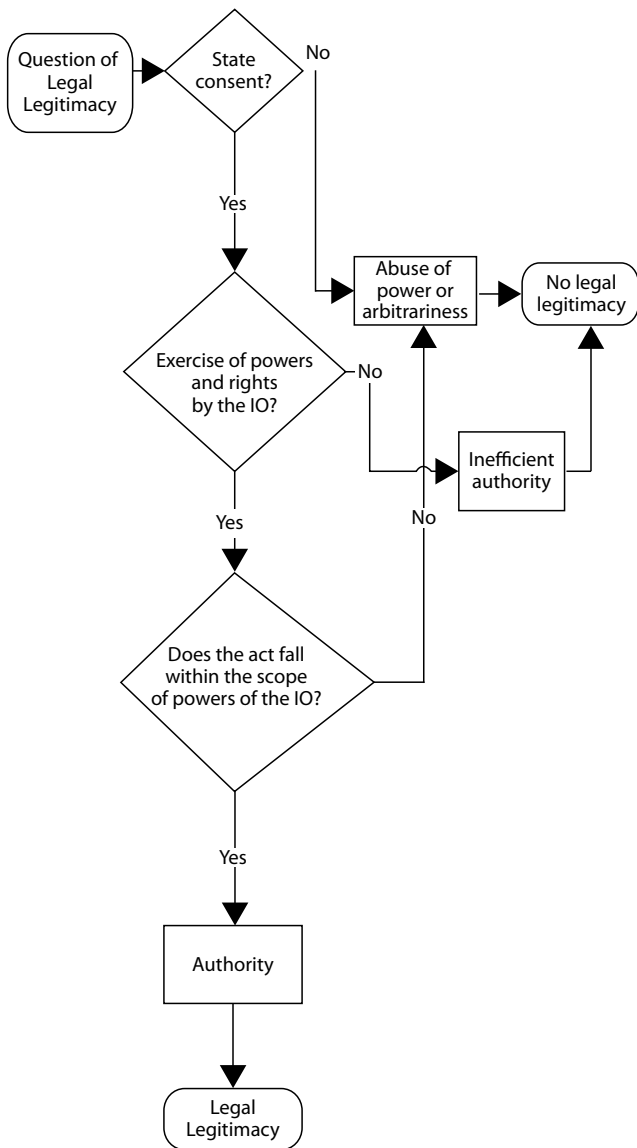 Question of
Legal
Legitimacy
State
consent?
No
Yes
Abuse of
power or
arbitrariness
No legal
legitimacy
Exercise of powers
and rights
by the IO?
No
Inefficient
authority
Yes
No
Does the act fall
within the scope
of powers of the IO?
Yes
Authority
Legal
Legitimacy